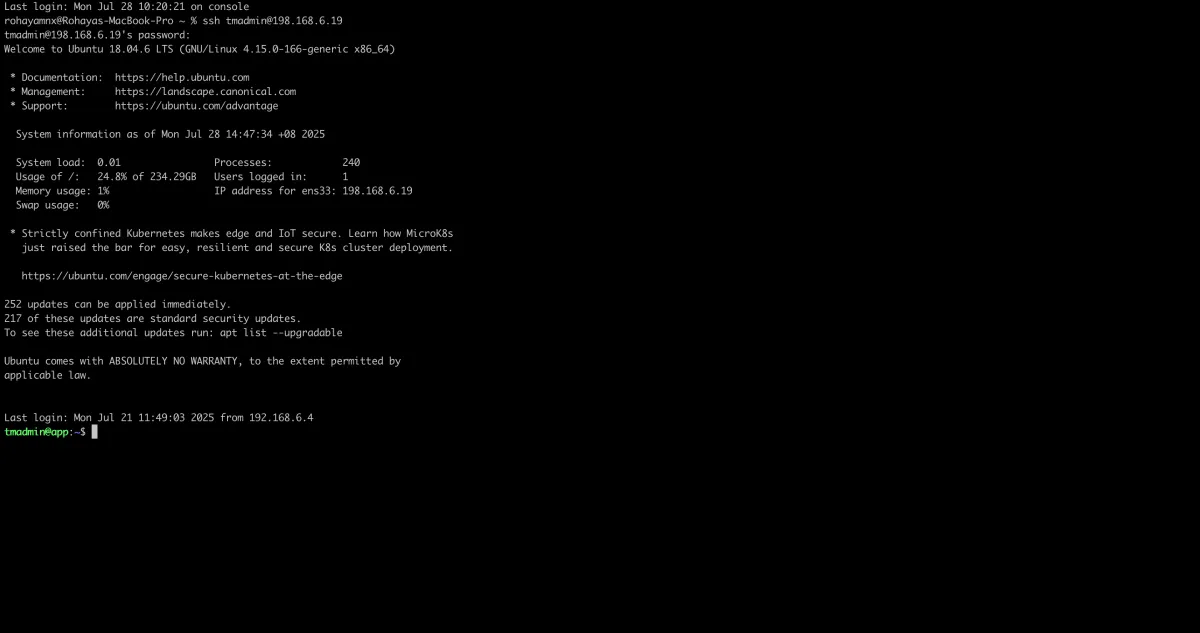 Last login: Mon Jul 28 10:20:21 on console
rohayamnx@Rohayas-MacBook-Pro ~ % ssh tmadmin@198.168.6.19
tmadmin@198.168.6.19's password:
Welcome to Ubuntu 18.04.6 LTS (GNU/Linux 4.15.0-166-generic x86_64)
* Documentation:  https://help.ubuntu.com
* Management:     https://landscape.canonical.com
* Support:        https://ubuntu.com/advantage
System information as of Mon Jul 28 14:47:34 +08 2025
System load:  0.01                Processes:            240
Usage of /:   24.8% of 234.29GB   Users logged in:      1
Memory usage: 1%                  IP address for ens33: 198.168.6.19
Swap usage:   0%
* Strictly confined Kubernetes makes edge and IoT secure. Learn how MicroK8s
just raised the bar for easy, resilient and secure K8s cluster deployment.
https://ubuntu.com/engage/secure-kubernetes-at-the-edge
252 updates can be applied immediately.
217 of these updates are standard security updates.
To see these additional updates run: apt list --upgradable
Ubuntu comes with ABSOLUTELY NO WARRANTY, to the extent permitted by
applicable law.
Last login: Mon Jul 21 11:49:03 2025 from 192.168.6.4
tmadmin@app:~$